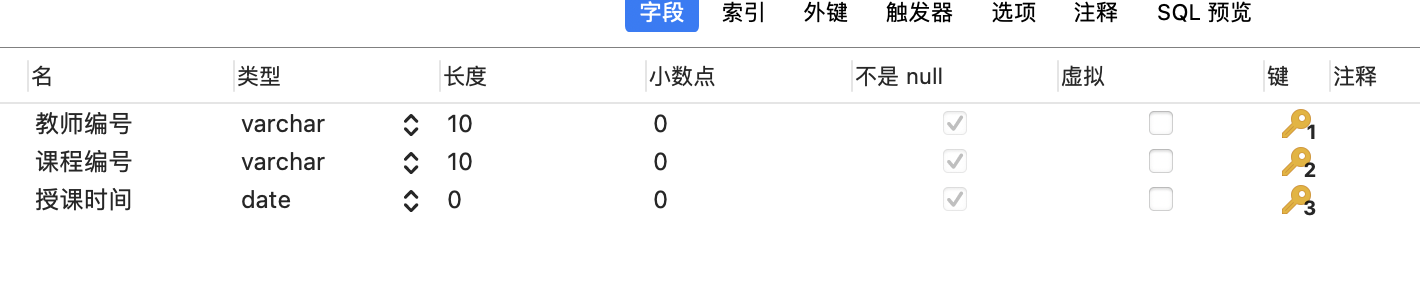 字段 索引 外键 触发器 选项 注释 SQL 预览
名 类型 长度 小数点 不是 null 虚拟 键 注释
教师编号 varchar 10 0 1
课程编号 varchar 10 0 2
授课时间 date 0 0 3